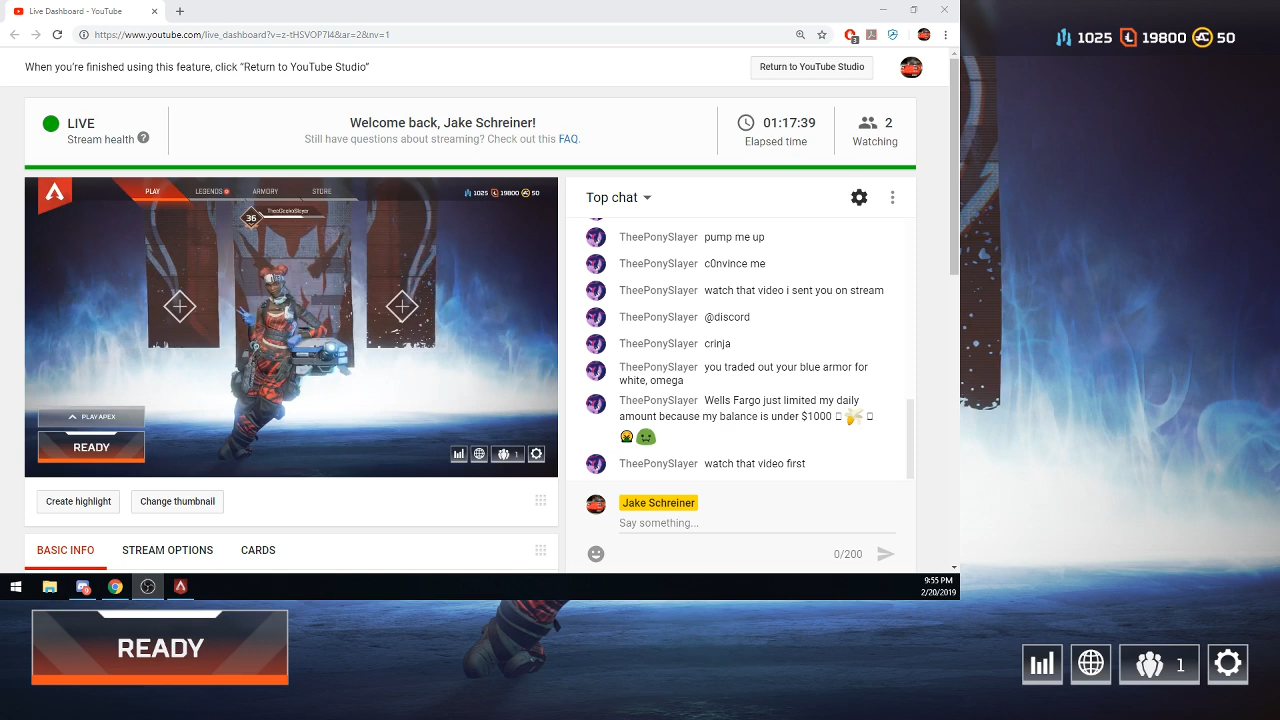 Live Dashboard - YouTube
https://www.youtube.com/live_dashboard?v=z-tHSVOP7I4&ar=2&nv=1
3
When you're finished using this feature, click "Return to YouTube Studio"
Return to YouTube Studio
LIVE
Stream health
elcome back, Jake Schreiner!
Still have questions about streaming? Check out this FAQ.
01:17:39
Elapsed time
2
Watching
PLAY
LEGENDS
ARMORY
STORE
1025 19800 50
36
TheeGeckoSlayer
PLAY APEX
READY
1
Create highlight
Change thumbnail
BASIC INFO
STREAM OPTIONS
CARDS
Top chat
TheePonySlayer pump me up
TheePonySlayer c0nvince me
TheePonySlayer watch that video i sent you on stream
TheePonySlayer @discord
TheePonySlayer crinja
TheePonySlayer you traded out your blue armor for
white, omega
TheePonySlayer Wells Fargo just limited my daily
amount because my balance is under $1000
TheePonySlayer watch that video first
Jake Schreiner
Say something...
0/200
9:55 PM
2/20/2019
1025 19800 50
READY
1